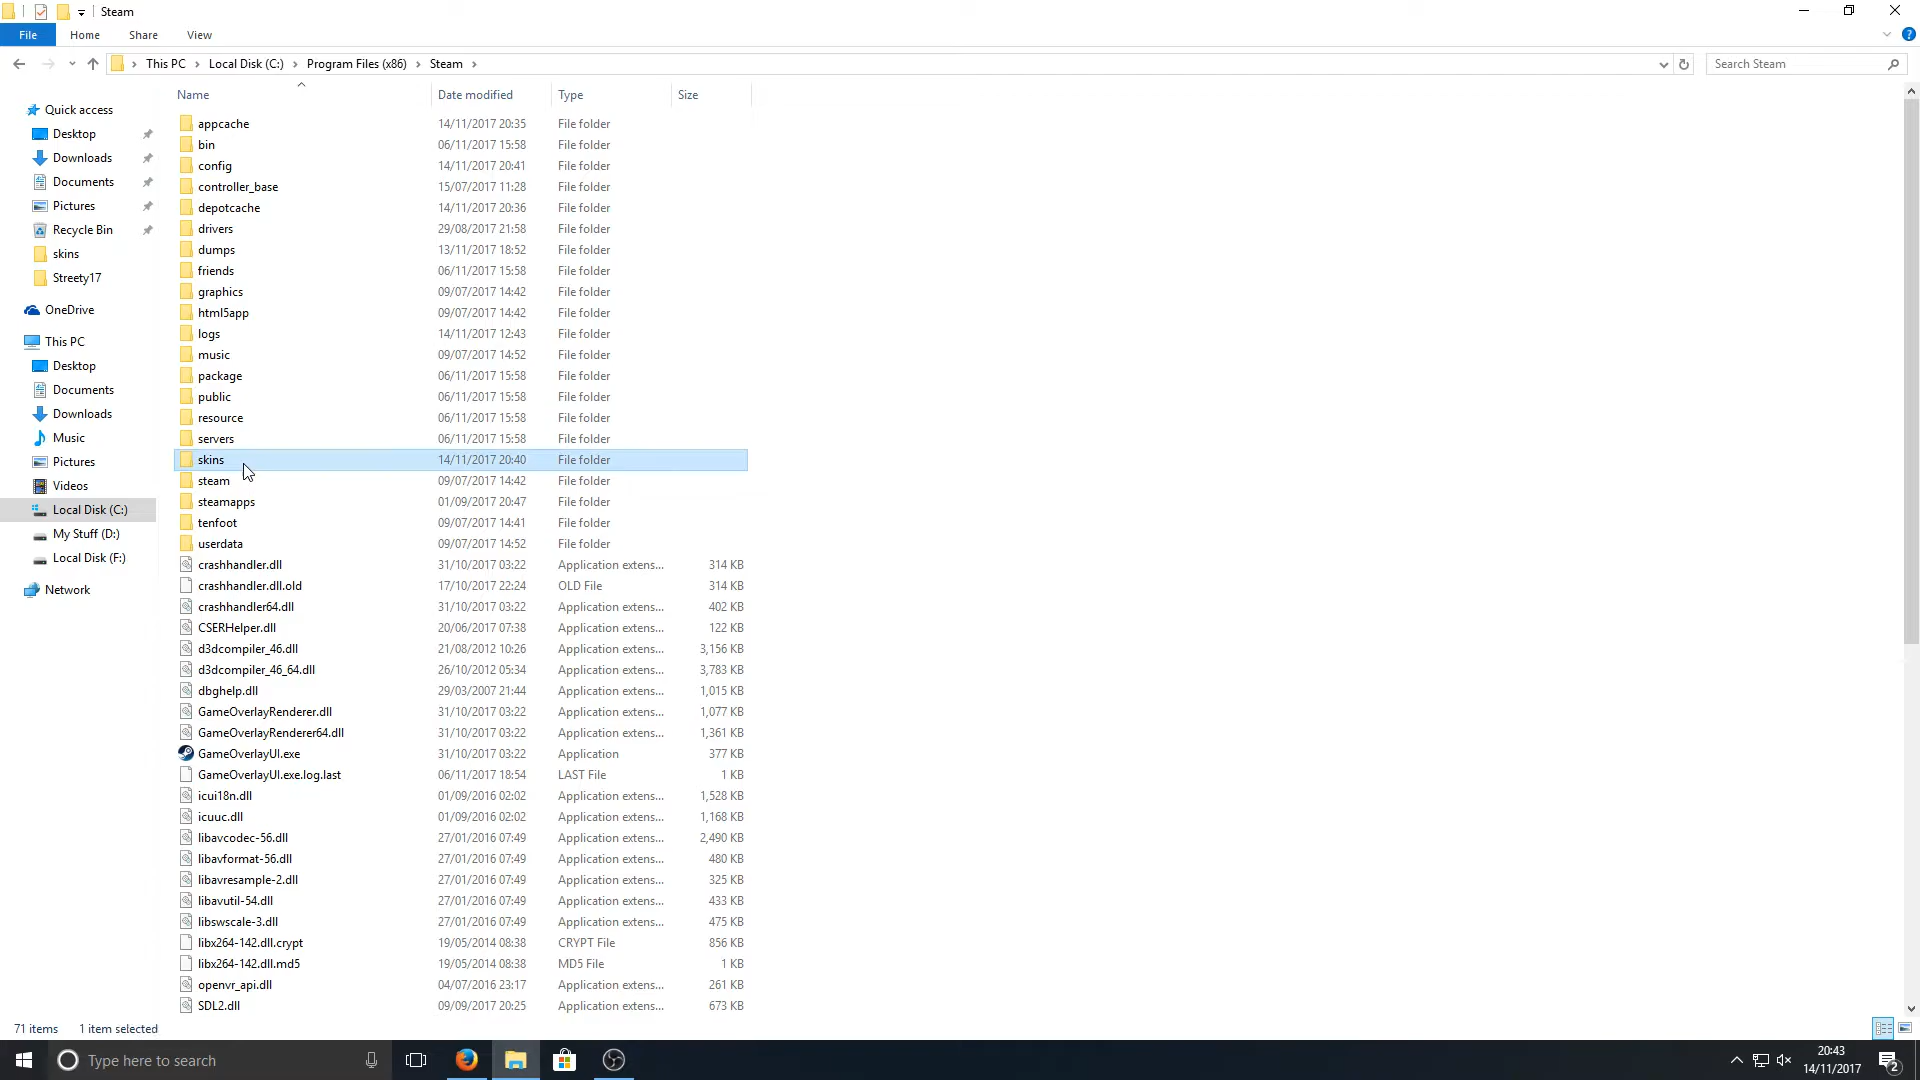 Steam
File Home Share View
This PC Local Disk (C:) Program Files (x86) Steam Search Steam
Name Date modified Type Size
Quick access
Desktop
Downloads
Documents
Pictures
Recycle Bin
skins
Streety17
OneDrive
This PC
Desktop
Documents
Downloads
Music
Pictures
Videos
Local Disk (C:)
My Stuff (D:)
Local Disk (F:)
Network
appcache 14/11/2017 20:35 File folder
bin 06/11/2017 15:58 File folder
config 14/11/2017 20:41 File folder
controller_base 15/07/2017 11:28 File folder
depotcache 14/11/2017 20:36 File folder
drivers 29/08/2017 21:58 File folder
dumps 13/11/2017 18:52 File folder
friends 06/11/2017 15:58 File folder
graphics 09/07/2017 14:42 File folder
html5app 09/07/2017 14:42 File folder
logs 14/11/2017 12:43 File folder
music 09/07/2017 14:52 File folder
package 06/11/2017 15:58 File folder
public 06/11/2017 15:58 File folder
resource 06/11/2017 15:58 File folder
servers 06/11/2017 15:58 File folder
skins 14/11/2017 20:40 File folder
steam 09/07/2017 14:42 File folder
steamapps 01/09/2017 20:47 File folder
tenfoot 09/07/2017 14:41 File folder
userdata 09/07/2017 14:52 File folder
crashhandler.dll 31/10/2017 03:22 Application extens... 314 KB
crashhandler.dll.old 17/10/2017 22:24 OLD File 314 KB
crashhandler64.dll 31/10/2017 03:22 Application extens... 402 KB
CSERHelper.dll 20/06/2017 07:38 Application extens... 122 KB
d3dcompiler_46.dll 21/08/2012 10:26 Application extens... 3,156 KB
d3dcompiler_46_64.dll 26/10/2012 05:34 Application extens... 3,783 KB
dbghelp.dll 29/03/2007 21:44 Application extens... 1,015 KB
GameOverlayRenderer.dll 31/10/2017 03:22 Application extens... 1,077 KB
GameOverlayRenderer64.dll 31/10/2017 03:22 Application extens... 1,361 KB
GameOverlayUI.exe 31/10/2017 03:22 Application 377 KB
GameOverlayUI.exe.log.last 06/11/2017 18:54 LAST File 1 KB
icui18n.dll 01/09/2016 02:02 Application extens... 1,528 KB
icuuc.dll 01/09/2016 02:02 Application extens... 1,168 KB
libavcodec-56.dll 27/01/2016 07:49 Application extens... 2,490 KB
libavformat-56.dll 27/01/2016 07:49 Application extens... 480 KB
libavresample-2.dll 27/01/2016 07:49 Application extens... 325 KB
libavutil-54.dll 27/01/2016 07:49 Application extens... 433 KB
libswscale-3.dll 27/01/2016 07:49 Application extens... 475 KB
libx264-142.dll.crypt 19/05/2014 08:38 CRYPT File 856 KB
libx264-142.dll.md5 19/05/2014 08:38 MD5 File 1 KB
openvr_api.dll 04/07/2016 23:17 Application extens... 261 KB
SDL2.dll 09/09/2017 20:25 Application extens... 673 KB
71 items 1 item selected
Type here to search
20:43
14/11/2017
2